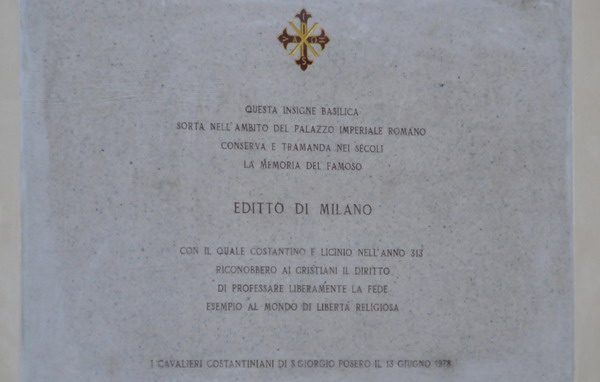 QUESTA INSIGNE BASILICA
SORTA NELL'AMBITO DEL PALAZZO IMPERIALE ROMANO
CONSERVA E TRAMANDA NEI SECOLI
LA MEMORIA DEL FAMOSO
EDITTO DI MILANO
CON IL QUALE COSTANTINO E LICINIO NELL'ANNO 313
RICONOBBERO AI CRISTIANI IL DIRITTO
DI PROFESSARE LIBERAMENTE LA FEDE
ESEMPIO AL MONDO DI LIBERTÀ RELIGIOSA
I CAVALIERI COSTANTINIANI DI S.GIORGIO POSERO IL 13 GIUGNO 1978